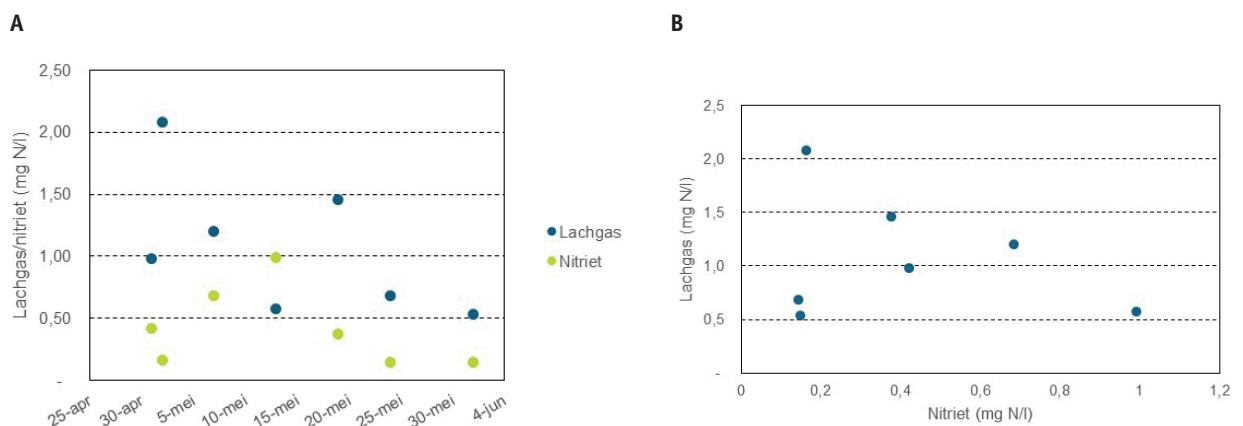 A
2,50
2,00
1,50
1,00
0,50
-
Lachgas/nitriet (mg N/l)
25-apr
30-apr
5-mei
10-mei
15-mei
20-mei
25-mei
30-mei
4-jun
Lachgas
Nitriet
B
2,5
2,0
1,5
1,0
0,5
-
Lachgas (mg N/l)
0
0,2
0,4
0,6
0,8
1
1,2
Nitriet (mg N/l)